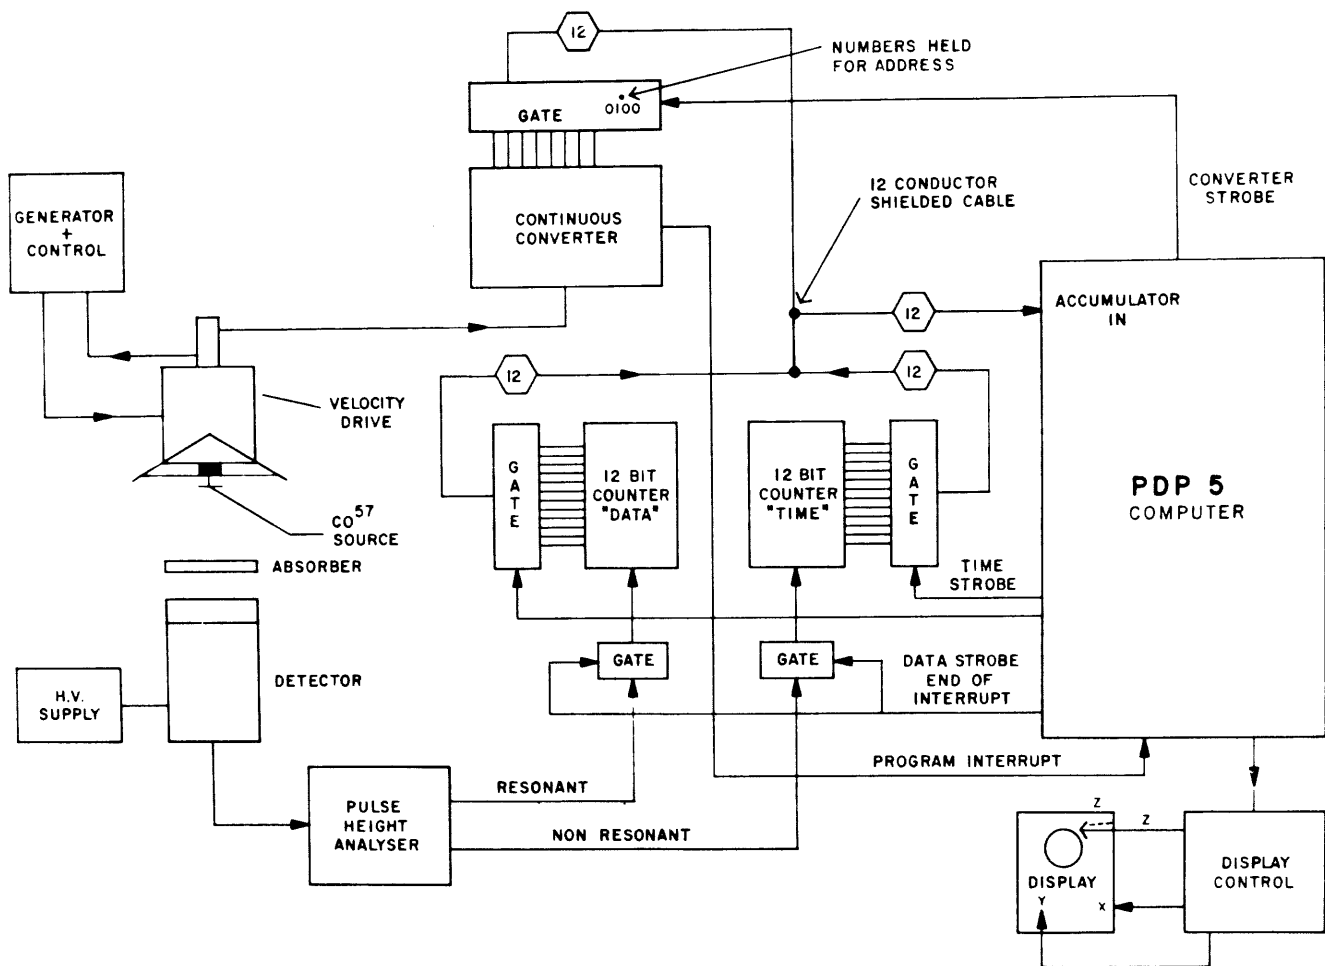 12
NUMBERS HELD
FOR ADDRESS
GATE
0100
12 CONDUCTOR
SHIELDED CABLE
CONVERTER
STROBE
GENERATOR
+
CONTROL
CONTINUOUS
CONVERTER
ACCUMULATOR
IN
12
12
12
VELOCITY
DRIVE
GATE
12 BIT
COUNTER
"DATA"
12 BIT
COUNTER
"TIME"
GATE
PDP 5
COMPUTER
CO57
SOURCE
ABSORBER
TIME
STROBE
DETECTOR
H.V.
SUPPLY
GATE
GATE
DATA STROBE
END OF
INTERRUPT
PROGRAM INTERRUPT
RESONANT
NON RESONANT
PULSE
HEIGHT
ANALYSER
Z
Z
DISPLAY
Y
X
DISPLAY
CONTROL